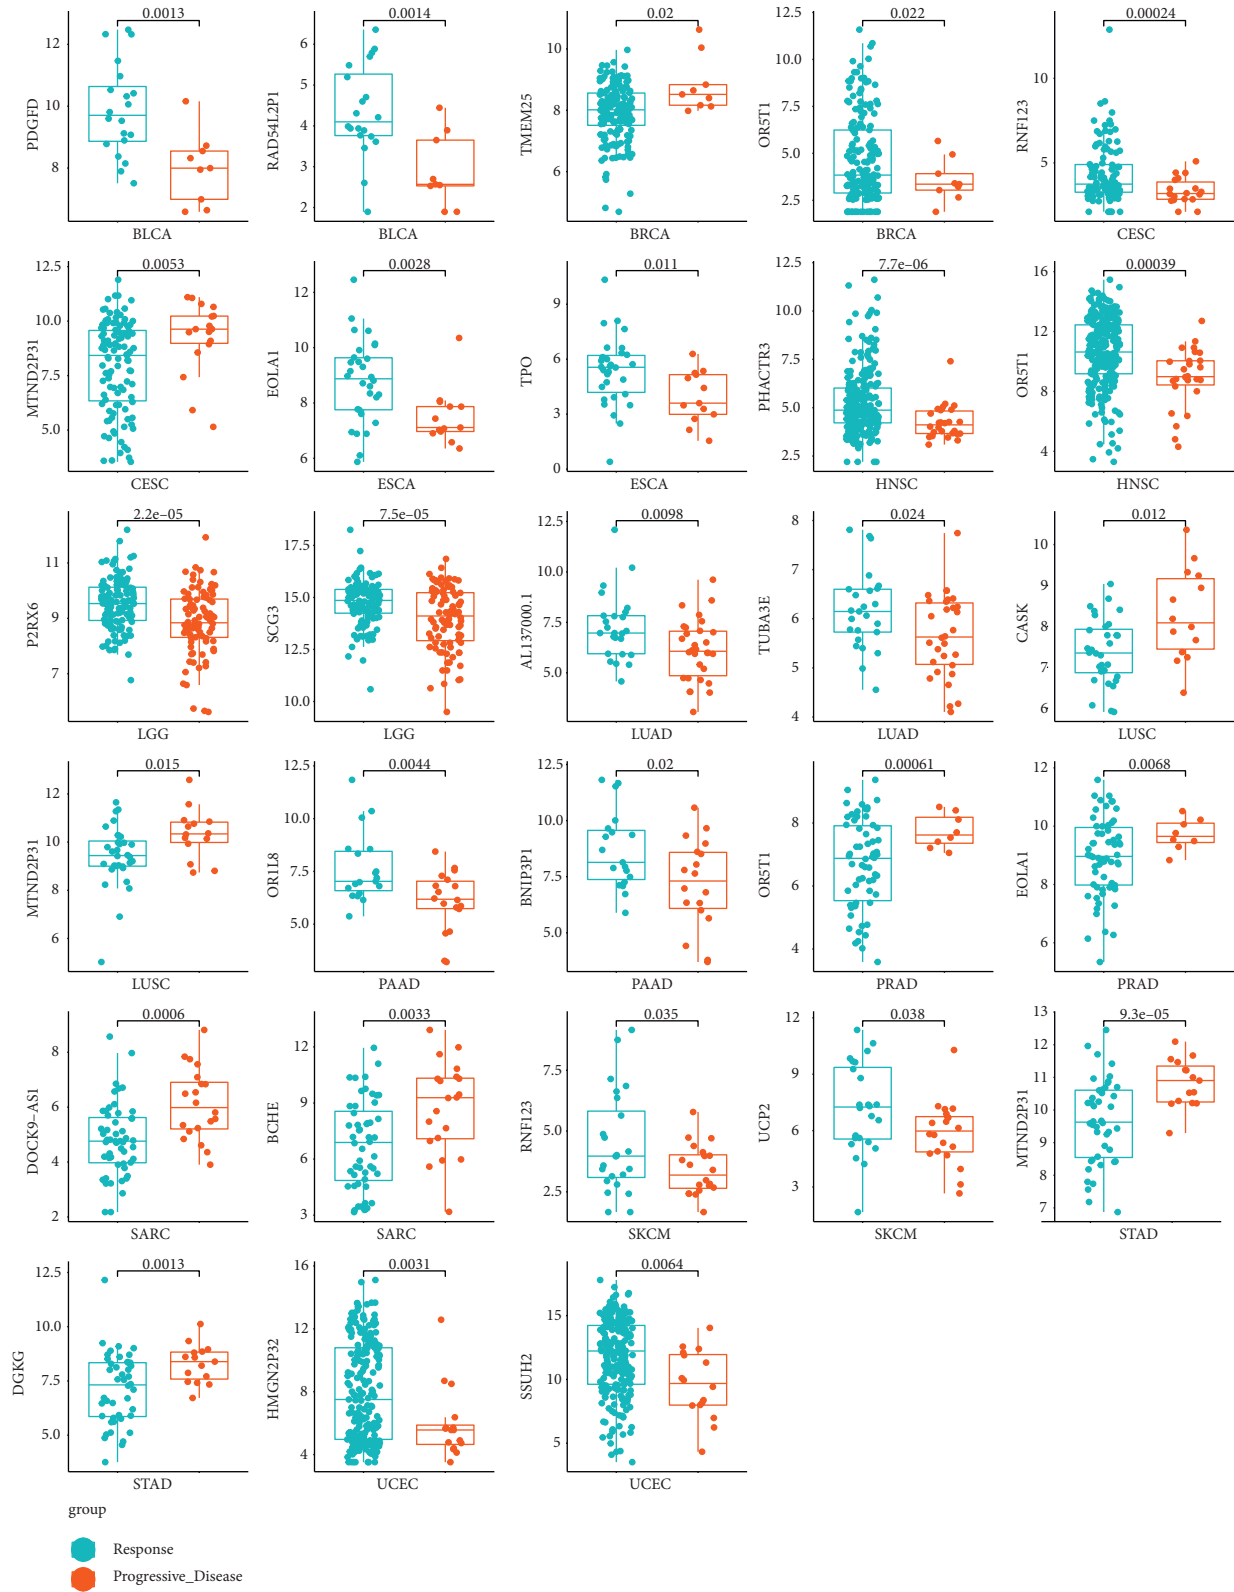 0.0013
PDGFD
12
10
8
BLCA
0.0014
RAD54L2P1
6
5
4
3
2
BLCA
0.02
TMEM25
10
8
6
BRCA
0.022
OR5T1
12.5
10.0
7.5
5.0
2.5
BRCA
0.00024
RNF123
10
5
CESC
0.0053
MTND2P31
12.5
10.0
7.5
5.0
CESC
0.0028
EOLA1
12
10
8
6
ESCA
0.011
TPO
9
6
3
0
ESCA
7.7e−06
PHACTR3
12.5
10.0
7.5
5.0
2.5
HNSC
0.00039
OR5T1
16
12
8
4
HNSC
2.2e−05
P2RX6
11
9
7
LGG
7.5e−05
SCG3
17.5
15.0
12.5
10.0
LGG
0.0098
AL137000.1
12.5
10.0
7.5
5.0
LUAD
0.024
TUBA3E
8
7
6
5
4
LUAD
0.012
CASK
10
9
8
7
6
LUSC
0.015
MTND2P31
12
10
8
6
LUSC
0.0044
OR1L8
12.5
10.0
7.5
5.0
PAAD
0.02
BNIP3P1
12.5
10.0
7.5
5.0
PAAD
0.00061
OR5T1
8
6
4
PRAD
0.0068
EOLA1
12
10
8
6
PRAD
0.0006
DOCK9−AS1
8
6
4
2
SARC
0.0033
BCHE
12
9
6
3
SARC
0.035
RNF123
7.5
5.0
2.5
SKCM
0.038
UCP2
12
9
6
3
SKCM
9.3e−05
MTND2P31
13
12
11
10
9
8
7
STAD
0.0013
DGKG
12.5
10.0
7.5
5.0
STAD
0.0031
HMGN2P32
16
12
8
4
UCEC
0.0064
SSUH2
15
10
5
UCEC
group
Response
Progressive_Disease